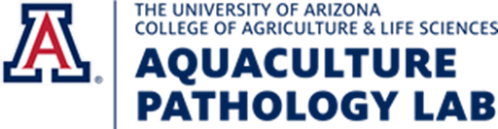 A®
THE UNIVERSITY OF ARIZONA
COLLEGE OF AGRICULTURE & LIFE SCIENCES
AQUACULTURE
PATHOLOGY LAB